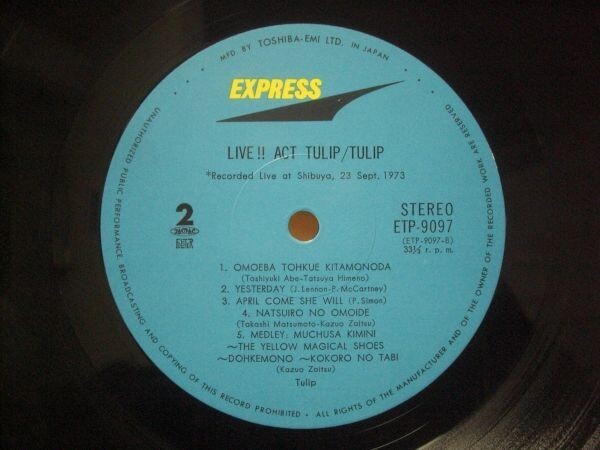 MFD. BY TOSHIBA-EMI LTD. IN JAPAN
EXPRESS
LIVE!! ACT TULIP/TULIP
*Recorded Live at Shibuya, 23 Sept. 1973
2
STEREO
ETP-9097
(ETP-9097-B)
33⅓ r. p. m.
1. OMOEBA TOHKUE KITAMONODA
(Toshiyuki Abe-Tatsuya Himeno)
2. YESTERDAY (J. Lennon-P. McCartney)
3. APRIL COME SHE WILL (P. Simon)
4. NATSUIRO NO OMOIDE
(Takashi Matsumoto-Kazuo Zaitsu)
5. MEDLEY: MUCHUSA KIMINI
～THE YELLOW MAGICAL SHOES
～DOHKEMONO ～KOKORO NO TABI
(Kazuo Zaitsu)
Tulip
UNAUTHORIZED PUBLIC PERFORMANCE, BROADCASTING AND COPYING OF THIS RECORD PROHIBITED • ALL RIGHTS OF THE MANUFACTURER AND OF THE OWNER OF THE RECORDED WORK ARE RESERVED